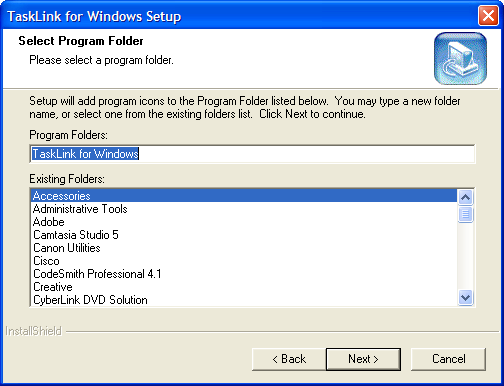 TaskLink for Windows Setup
Select Program Folder
Please select a program folder.
Setup will add program icons to the Program Folder listed below.  You may type a new folder
name, or select one from the existing folders list.  Click Next to continue.
Program Folders:
TaskLink for Windows
Existing Folders:
Accessories
Administrative Tools
Adobe
Camtasia Studio 5
Canon Utilities
Cisco
CodeSmith Professional 4.1
Creative
CyberLink DVD Solution
InstallShield
< Back
Next >
Cancel